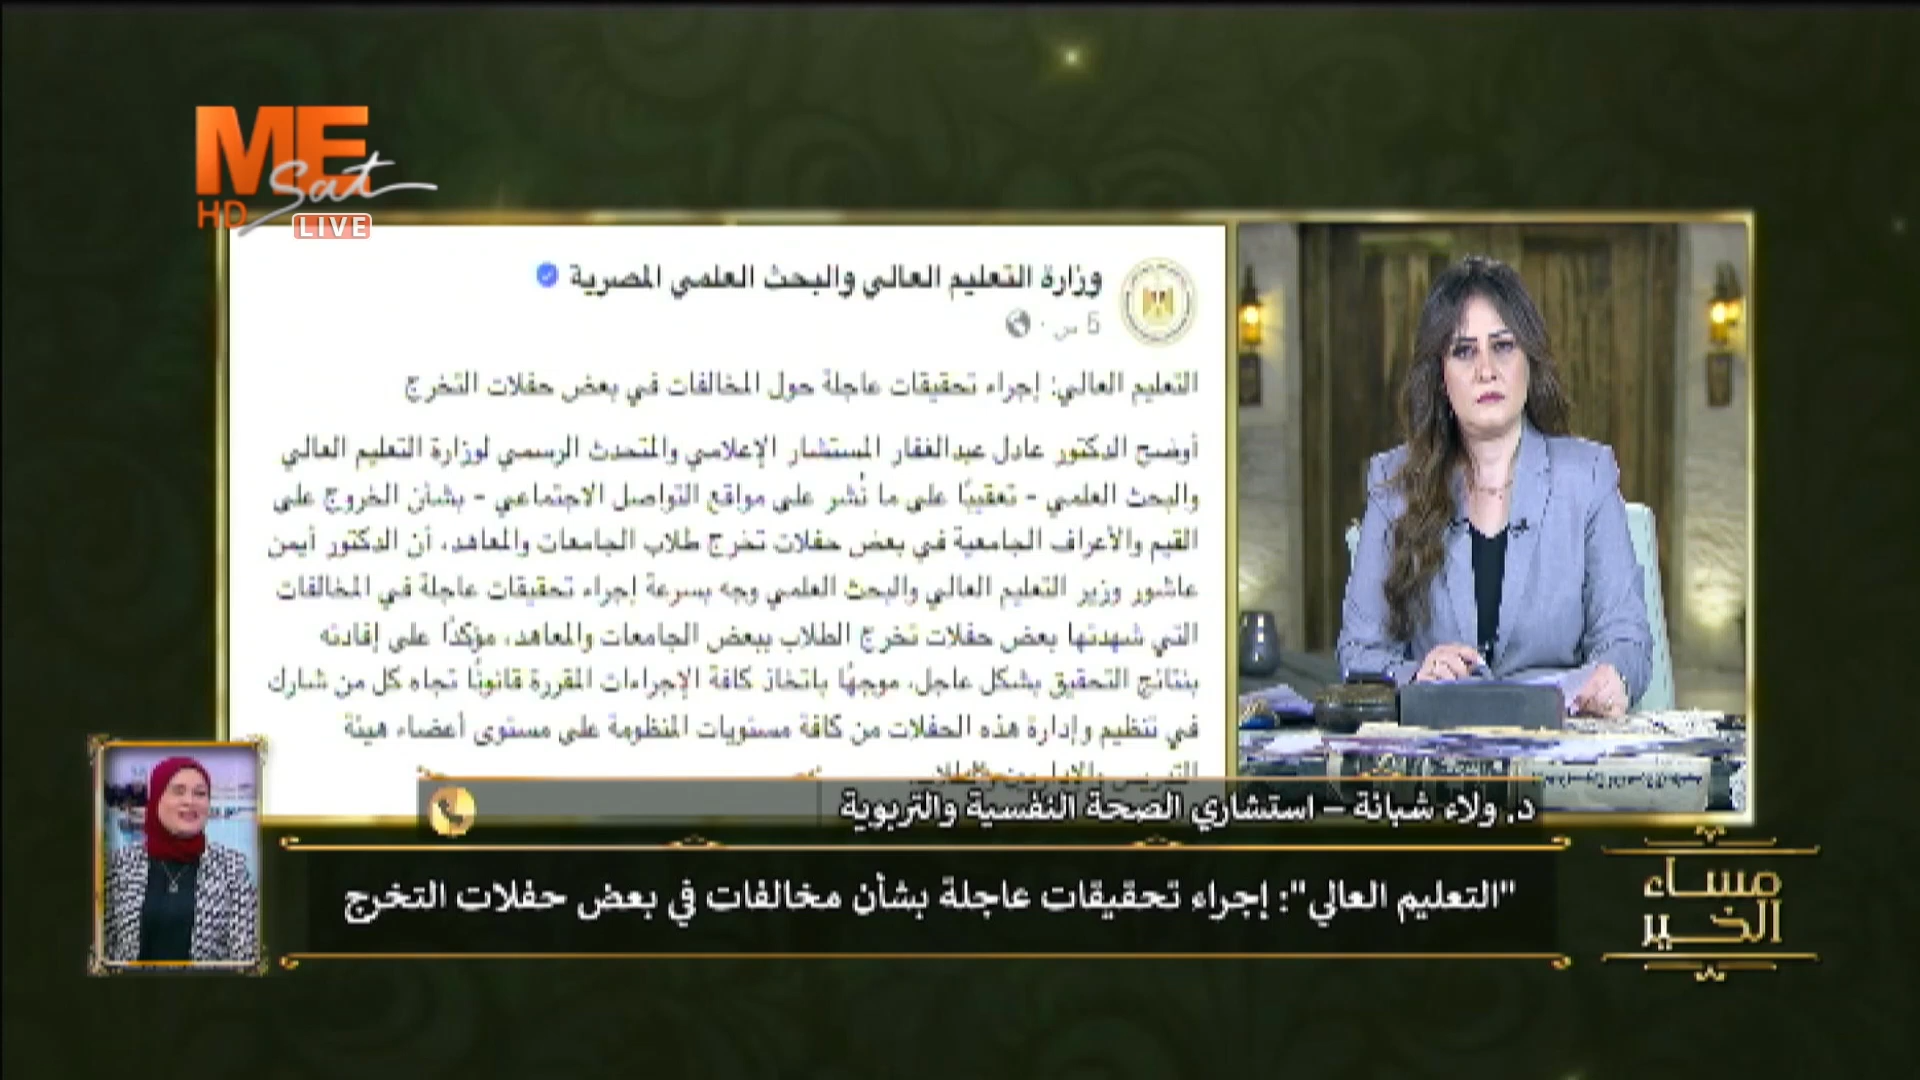 ME
Sat
HD
LIVE
وزارة التعليم العالي والبحث العلمي المصرية
5 س ·
التعليم العالي: إجراء تحقيقات عاجلة حول المخالفات في بعض حفلات التخرج
أوضح الدكتور عادل عبدالغفار المستشار الإعلامي والمتحدث الرسمي لوزارة التعليم العالي
والبحث العلمي - تعقيبًا على ما نُشر على مواقع التواصل الاجتماعي - بشأن الخروج على
القيم والأعراف الجامعية في بعض حفلات تخرج طلاب الجامعات والمعاهد، أن الدكتور أيمن
عاشور وزير التعليم العالي والبحث العلمي وجه بسرعة إجراء تحقيقات عاجلة في المخالفات
التي شهدتها بعض حفلات تخرج الطلاب ببعض الجامعات والمعاهد، مؤكدًا على إفادته
بنتائج التحقيق بشكل عاجل، موجهًا باتخاذ كافة الإجراءات المقررة قانونًا تجاه كل من شارك
في تنظيم وإدارة هذه الحفلات من كافة مستويات المنظومة على مستوى أعضاء هيئة
د. ولاء شبانة – استشاري الصحة النفسية والتربوية
"التعليم العالي": إجراء تحقيقات عاجلة بشأن مخالفات في بعض حفلات التخرج
مساء
الخير